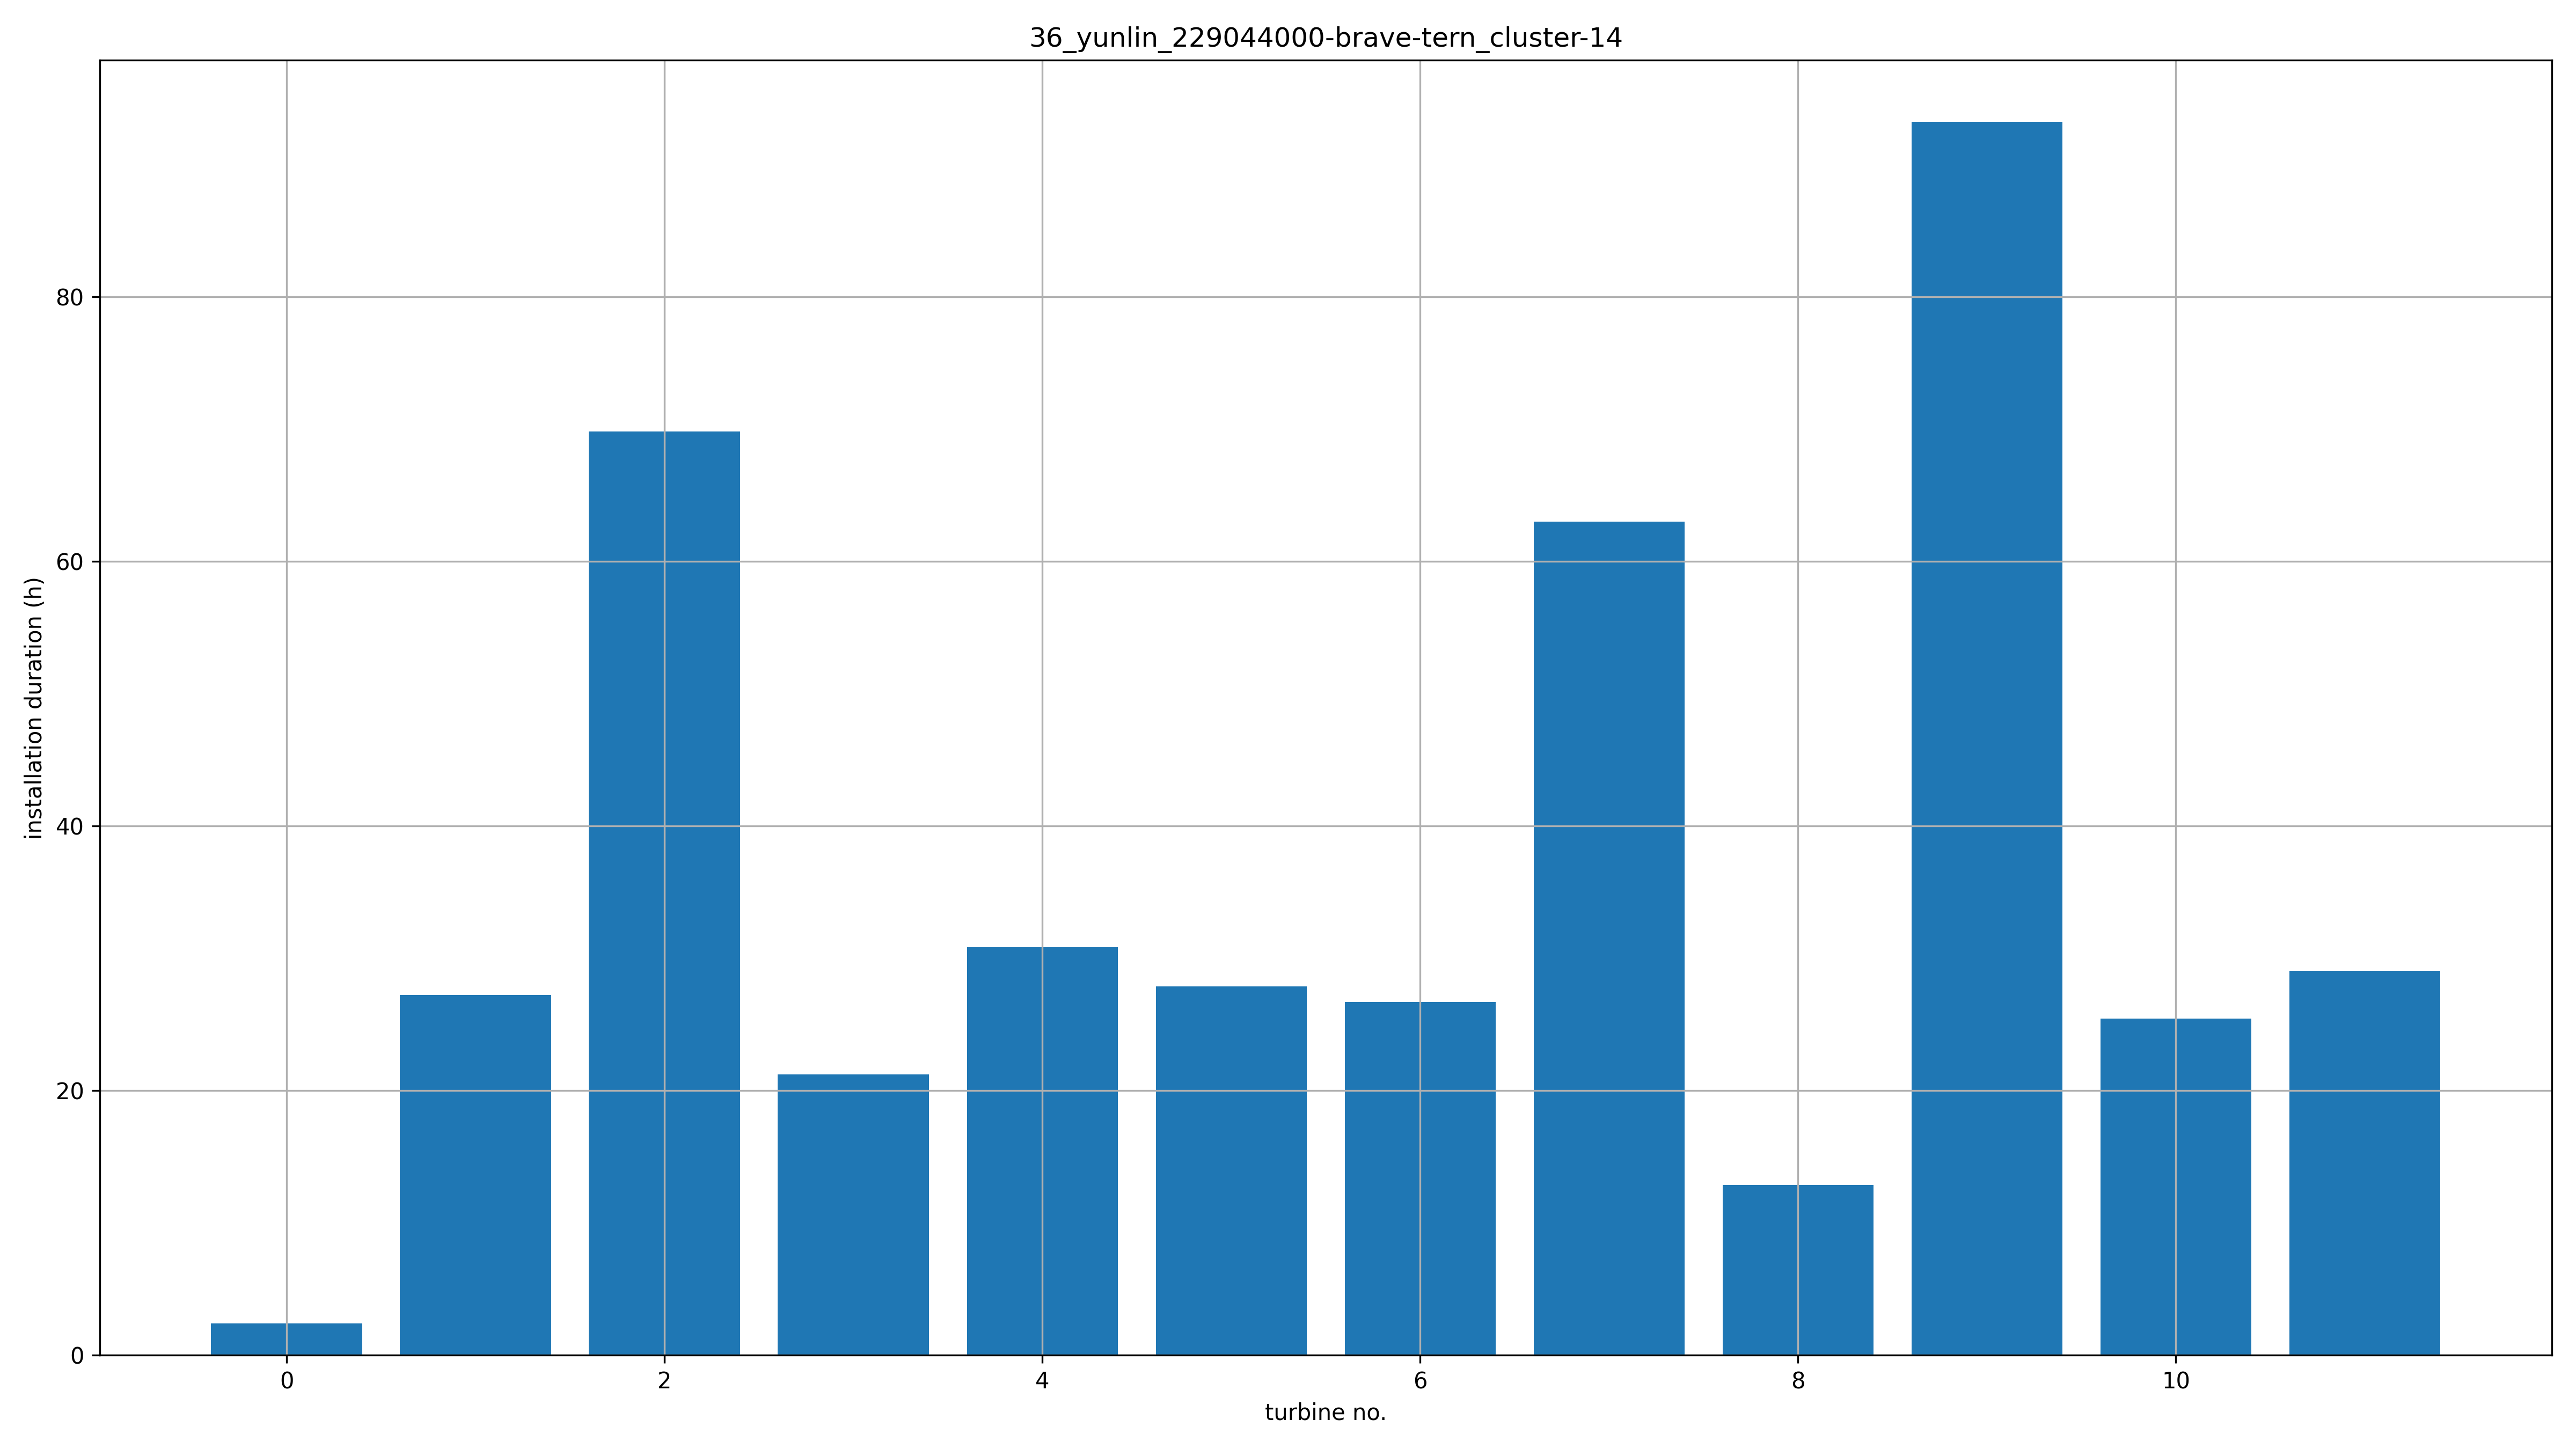 36_yunlin_229044000-brave-tern_cluster-14
installation duration (h)
80
60
40
20
0
0 2 4 6 8 10
turbine no.